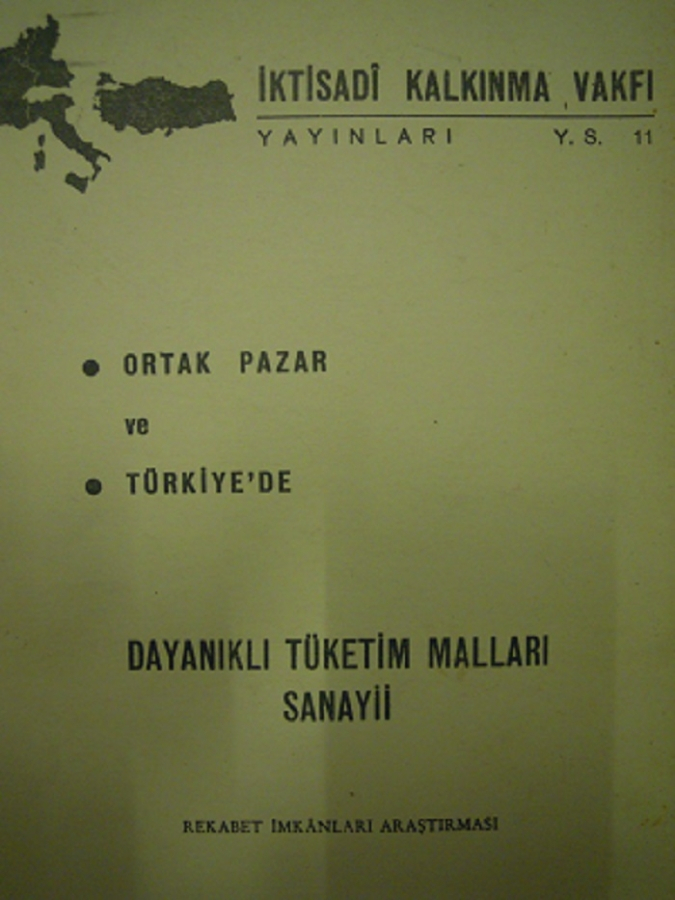 İKTİSADÎ KALKINMA VAKFI
YAYINLARI Y. S. 11
● ORTAK PAZAR
ve
● TÜRKİYE'DE
DAYANIKLI TÜKETİM MALLARI
SANAYİİ
REKABET İMKÂNLARI ARAŞTIRMASI